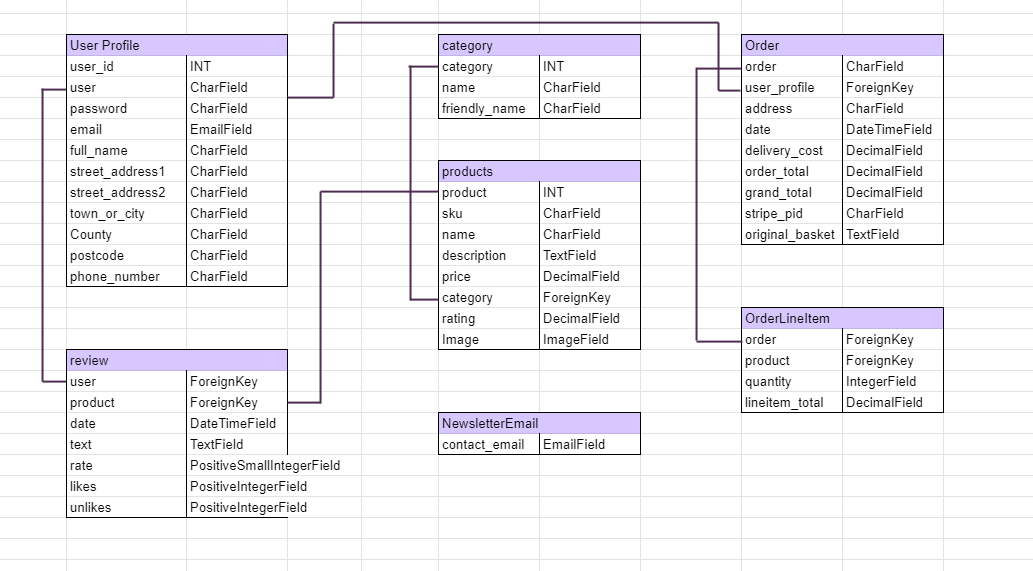 User Profile
user_id INT
user CharField
password CharField
email EmailField
full_name CharField
street_address1 CharField
street_address2 CharField
town_or_city CharField
County CharField
postcode CharField
phone_number CharField
review
user ForeignKey
product ForeignKey
date DateTimeField
text TextField
rate PositiveSmallIntegerField
likes PositiveIntegerField
unlikes PositiveIntegerField
category
category INT
name CharField
friendly_name CharField
products
product INT
sku CharField
name CharField
description TextField
price DecimalField
category ForeignKey
rating DecimalField
Image ImageField
NewsletterEmail
contact_email EmailField
Order
order CharField
user_profile ForeignKey
address CharField
date DateTimeField
delivery_cost DecimalField
order_total DecimalField
grand_total DecimalField
stripe_pid CharField
original_basket TextField
OrderLineItem
order ForeignKey
product ForeignKey
quantity IntegerField
lineitem_total DecimalField